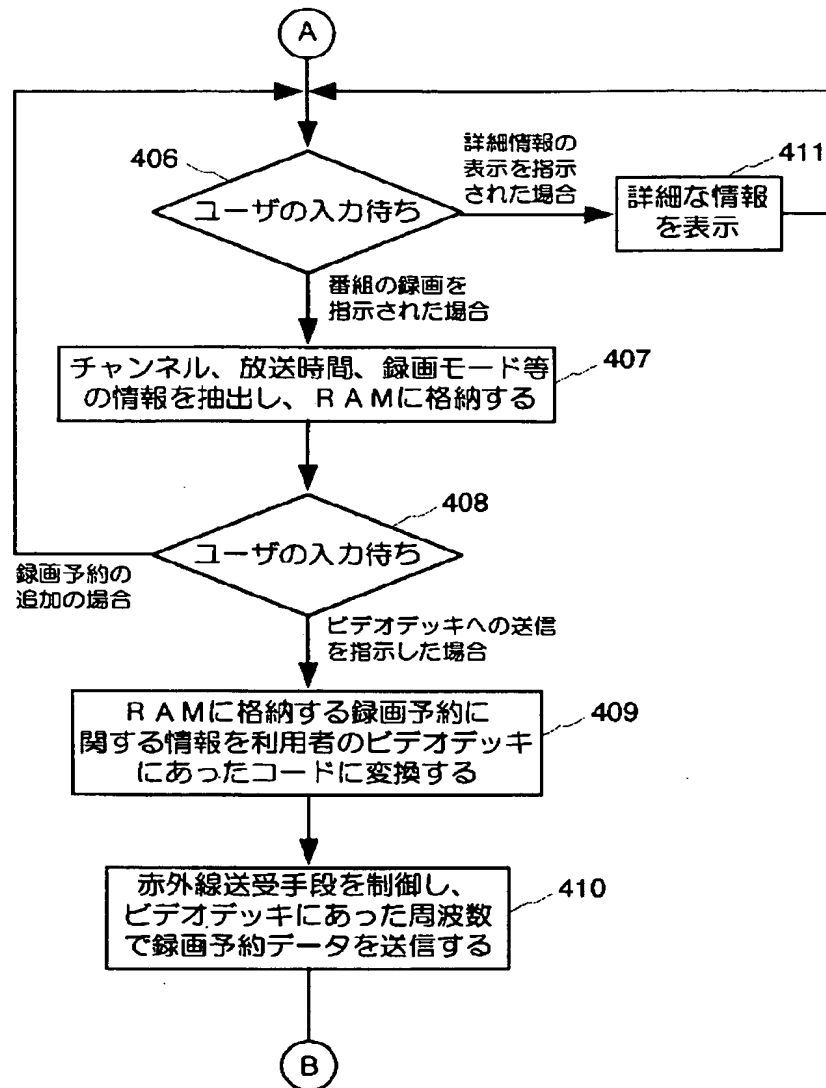 A
406
ユーザの入力待ち
詳細情報の
表示を指示
された場合
411
詳細な情報
を表示
番組の録画を
指示された場合
407
チャンネル、放送時間、録画モード等
の情報を抽出し、RAMに格納する
408
ユーザの入力待ち
録画予約の
追加の場合
ビデオデッキへの送信
を指示した場合
409
RAMに格納する録画予約に
関する情報を利用者のビデオデッキ
にあったコードに変換する
410
赤外線送受手段を制御し、
ビデオデッキにあった周波数
で録画予約データを送信する
B